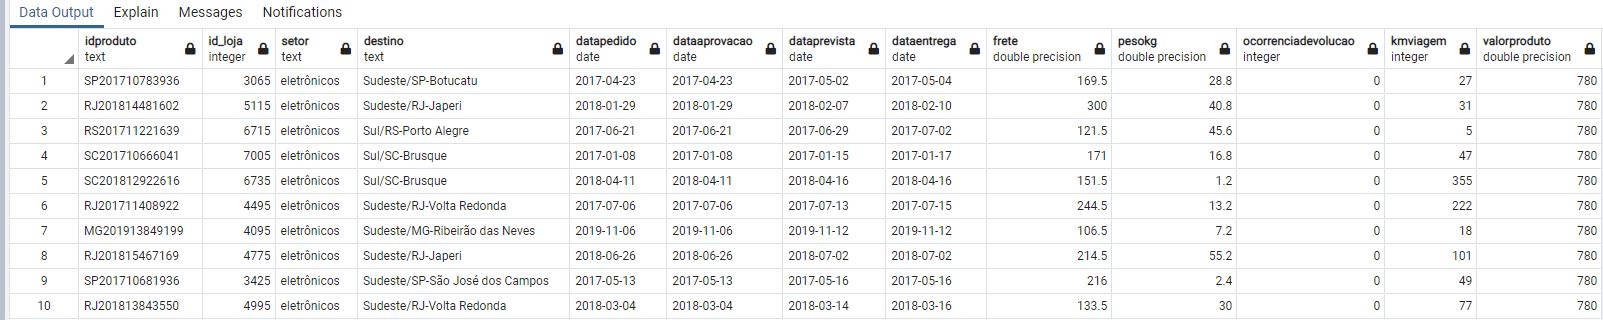 Data Output Explain Messages Notifications
idproduto id_loja setor destino datapedido dataaprovacao dataprevista dataentrega frete pesokg ocorrenciadevolucao kmviagem valorproduto
text integer text text date date date date double precision double precision integer integer double precision
1 SP201710783936 3065 eletrônicos Sudeste/SP-Botucatu 2017-04-23 2017-04-23 2017-05-02 2017-05-04 169.5 28.8 0 27 780
2 RJ201814481602 5115 eletrônicos Sudeste/RJ-Japeri 2018-01-29 2018-01-29 2018-02-07 2018-02-10 300 40.8 0 31 780
3 RS201711221639 6715 eletrônicos Sul/RS-Porto Alegre 2017-06-21 2017-06-21 2017-06-29 2017-07-02 121.5 45.6 0 5 780
4 SC201710666041 7005 eletrônicos Sul/SC-Brusque 2017-01-08 2017-01-08 2017-01-15 2017-01-17 171 16.8 0 47 780
5 SC201812922616 6735 eletrônicos Sul/SC-Brusque 2018-04-11 2018-04-11 2018-04-16 2018-04-16 151.5 1.2 0 355 780
6 RJ201711408922 4495 eletrônicos Sudeste/RJ-Volta Redonda 2017-07-06 2017-07-06 2017-07-13 2017-07-15 244.5 13.2 0 222 780
7 MG201913849199 4095 eletrônicos Sudeste/MG-Ribeirão das Neves 2019-11-06 2019-11-06 2019-11-12 2019-11-12 106.5 7.2 0 18 780
8 RJ201815467169 4775 eletrônicos Sudeste/RJ-Japeri 2018-06-26 2018-06-26 2018-07-02 2018-07-02 214.5 55.2 0 101 780
9 SP201710681936 3425 eletrônicos Sudeste/SP-São José dos Campos 2017-05-13 2017-05-13 2017-05-16 2017-05-16 216 2.4 0 49 780
10 RJ201813843550 4995 eletrônicos Sudeste/RJ-Volta Redonda 2018-03-04 2018-03-04 2018-03-14 2018-03-16 133.5 30 0 77 780